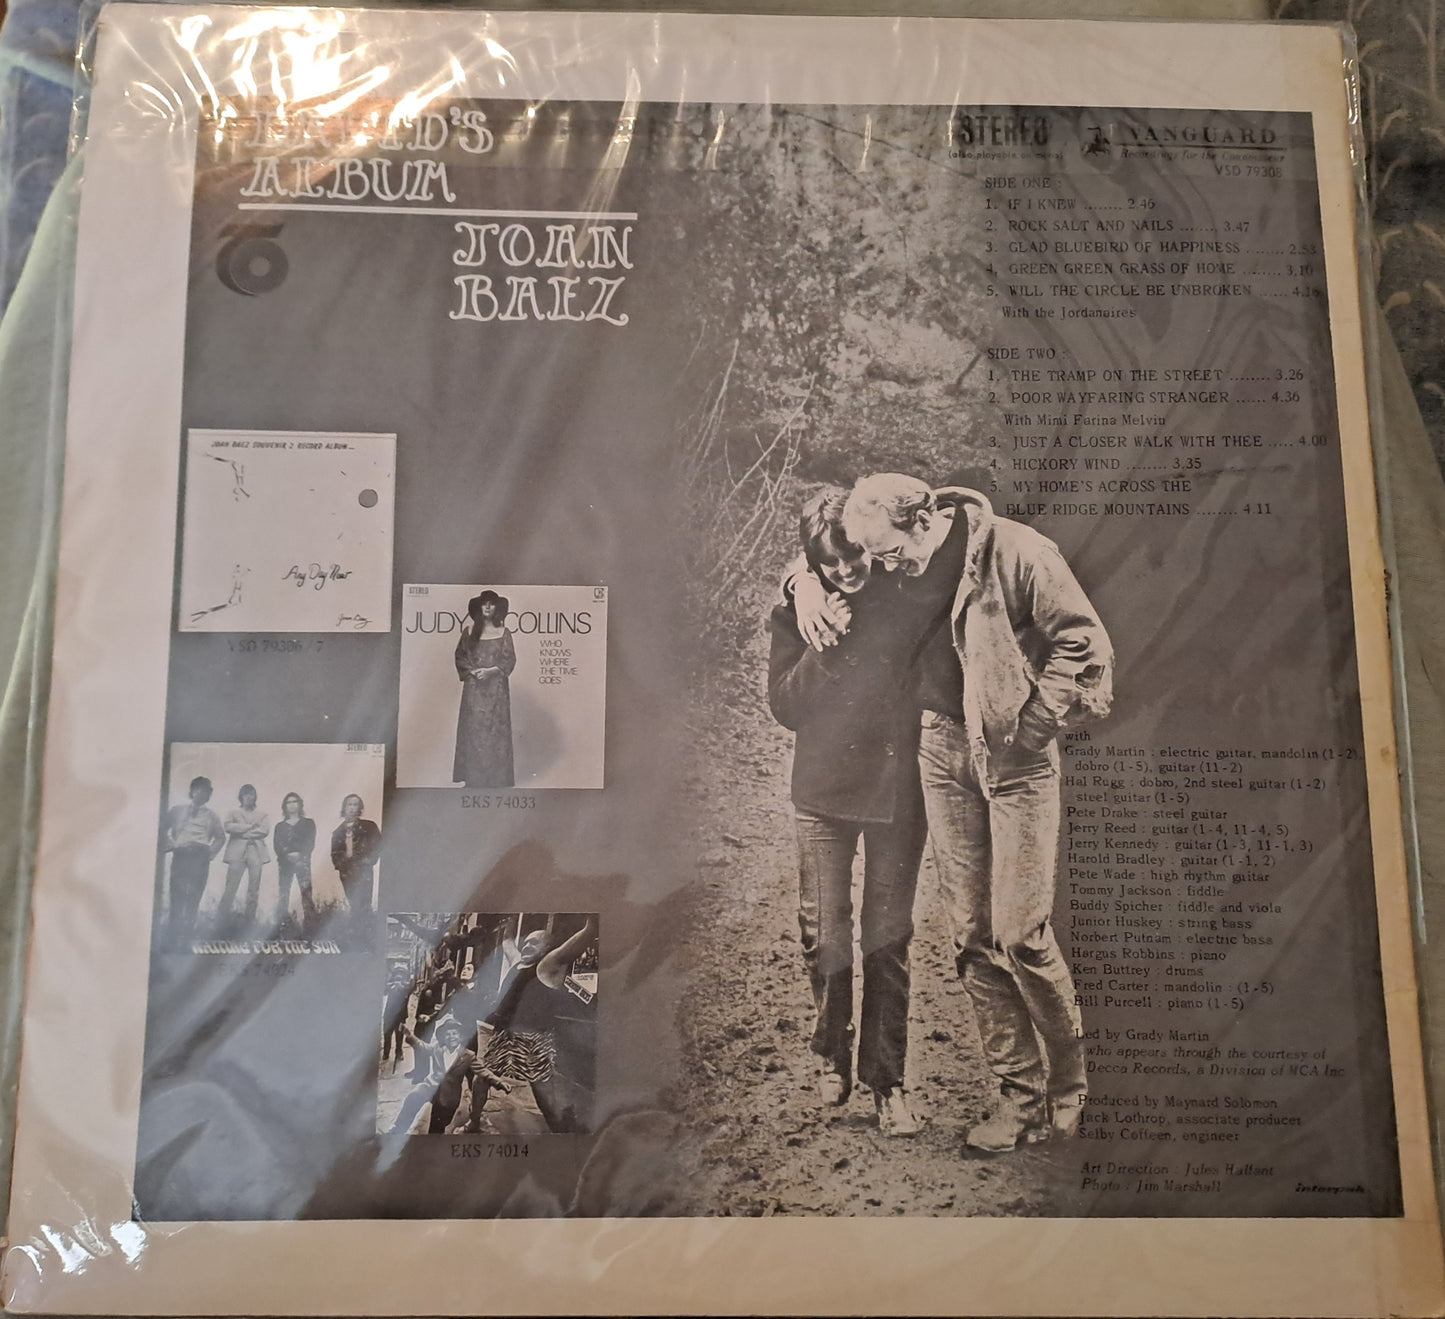 DAVID'S
ALBUM
JOAN
BAEZ
STEREO
(also playable on mono)
VANGUARD
Recordings for the Connoisseur
VSD 79308
SIDE ONE :
1. IF I KNEW ........ 2.45
2. ROCK SALT AND NAILS ....... 3.47
3. GLAD BLUEBIRD OF HAPPINESS ........ 2.53
4. GREEN GREEN GRASS OF HOME ........ 3.10
5. WILL THE CIRCLE BE UNBROKEN ...... 4.16
With the Jordanaires
SIDE TWO :
1. THE TRAMP ON THE STREET ........ 3.26
2. POOR WAYFARING STRANGER ...... 4.36
With Mimi Farina Melvin
3. JUST A CLOSER WALK WITH THEE ..... 4.00
4. HICKORY WIND ........ 3.35
5. MY HOME'S ACROSS THE
BLUE RIDGE MOUNTAINS ........ 4.11
JOAN BAEZ SOUVENIR 2 RECORD ALBUM...
Any Day Now
VSD 79306/7
STEREO
JUDY COLLINS
WHO
KNOWS
WHERE
THE TIME
GOES
EKS 74033
STEREO
WAITING FOR THE SUN
EKS 74024
EKS 74014
with
Grady Martin : electric guitar, mandolin (1-2),
dobro (1-5), guitar (11-2)
Hal Rugg : dobro, 2nd steel guitar (1-2)
steel guitar (1-5)
Pete Drake : steel guitar
Jerry Reed : guitar (1-4, 11-4, 5)
Jerry Kennedy : guitar (1-3, 11-1, 3)
Harold Bradley : guitar (1-1, 2)
Pete Wade : high rhythm guitar
Tommy Jackson : fiddle
Buddy Spicher : fiddle and viola
Junior Huskey : string bass
Norbert Putnam : electric bass
Hargus Robbins : piano
Ken Buttrey : drums
Fred Carter : mandolin : (1-5)
Bill Purcell : piano (1-5)
Led by Grady Martin
who appears through the courtesy of
Decca Records, a Division of MCA Inc
Produced by Maynard Solomon
Jack Lothrop, associate producer
Selby Coffeen, engineer
Art Direction : Jules Halfant
Photo : Jim Marshall
interpak